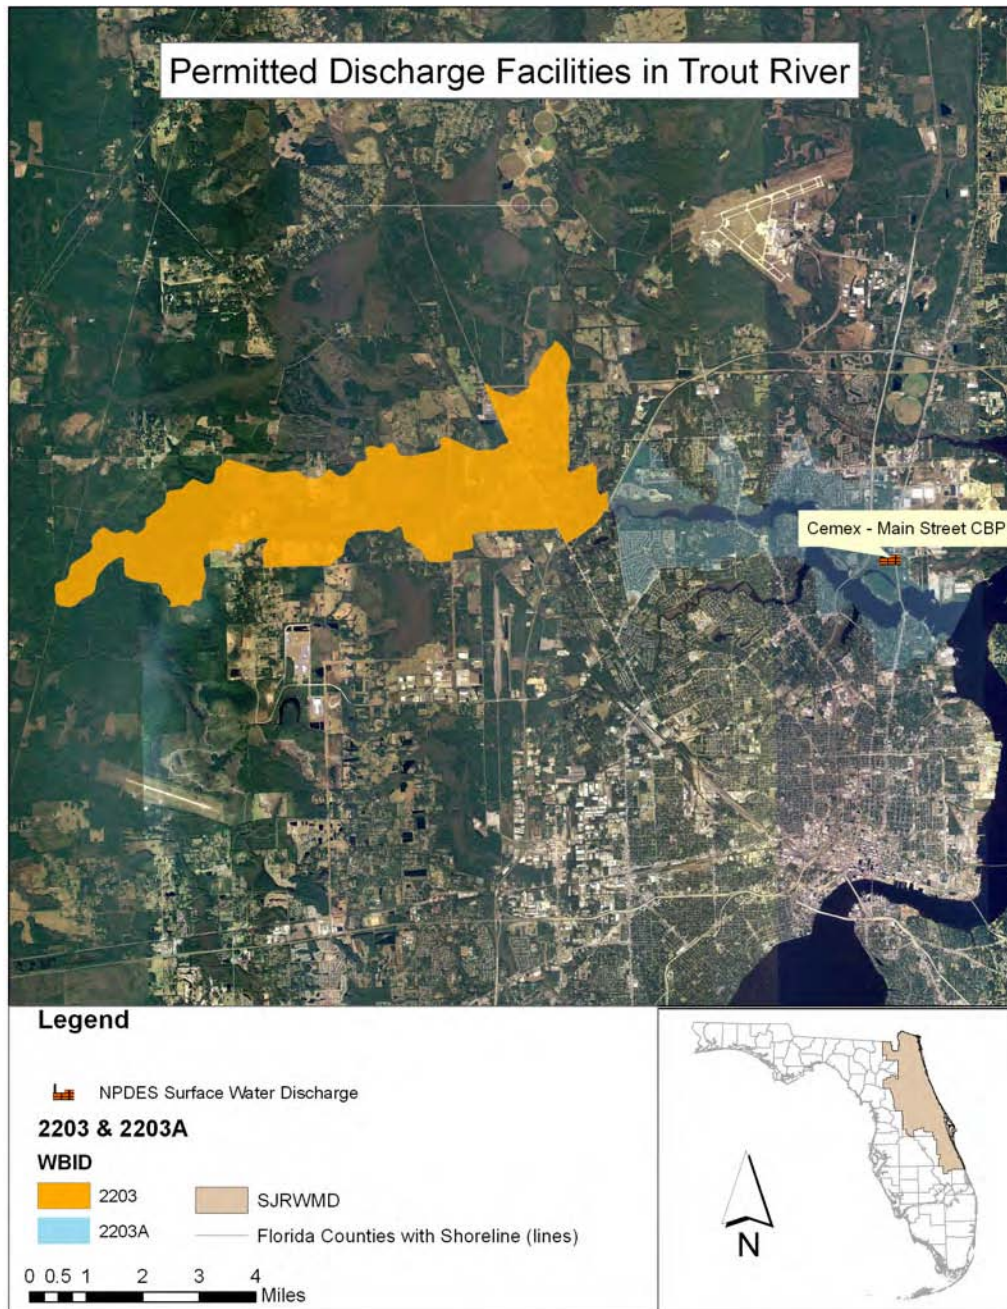 Permitted Discharge Facilities in Trout River
Cemex - Main Street CBP
Legend
NPDES Surface Water Discharge
2203 & 2203A
WBID
2203
SJRWMD
2203A
Florida Counties with Shoreline (lines)
0 0.5 1 2 3 4
Miles
N